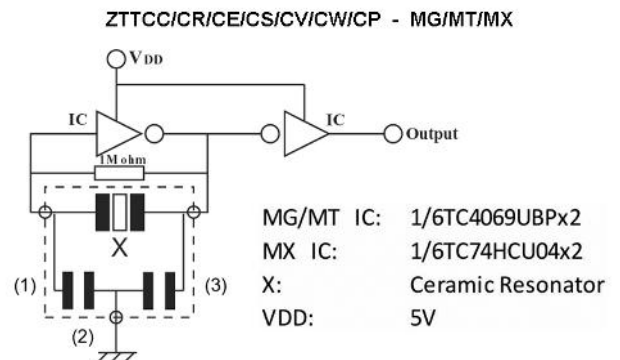 ZTTCC/CR/CE/CS/CV/CW/CP - MG/MT/MX
VDD
IC
IC
Output
1M ohm
X
(1)
(3)
(2)
MG/MT IC: 1/6TC4069UBPx2
MX IC: 1/6TC74HCU04x2
X: Ceramic Resonator
VDD: 5V